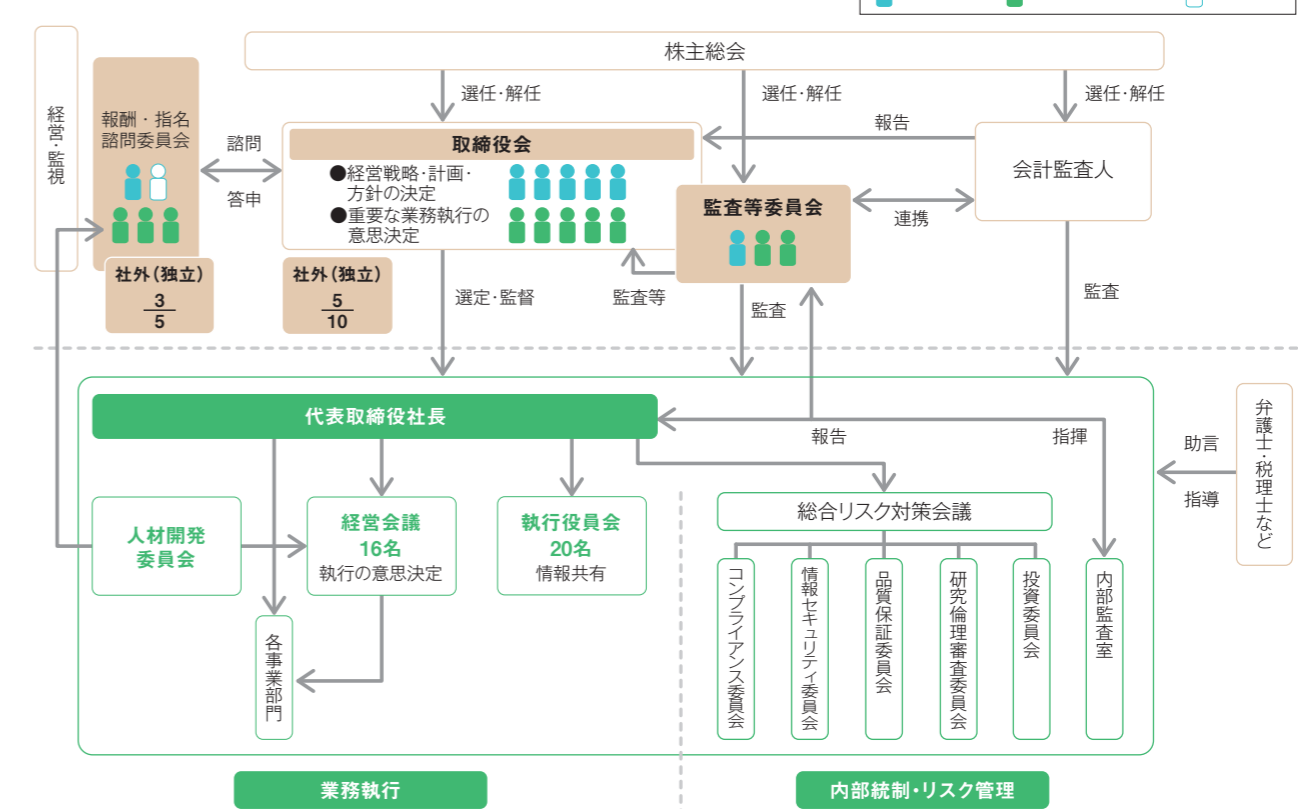 株主総会
経営・監視
報酬・指名
諮問委員会
諮問
答申
選任・解任
選任・解任
選任・解任
取締役会
●経営戦略・計画・
方針の決定
●重要な業務執行の
意思決定
報告
会計監査人
監査等委員会
連携
社外（独立）
3
5
社外（独立）
5
10
選定・監督
監査等
監査
監査
代表取締役社長
報告
指揮
助言
指導
弁護士・税理士など
人材開発
委員会
経営会議
16名
執行の意思決定
執行役員会
20名
情報共有
総合リスク対策会議
各事業部門
コンプライアンス委員会
情報セキュリティ委員会
品質保証委員会
研究倫理審査委員会
投資委員会
内部監査室
業務執行
内部統制・リスク管理